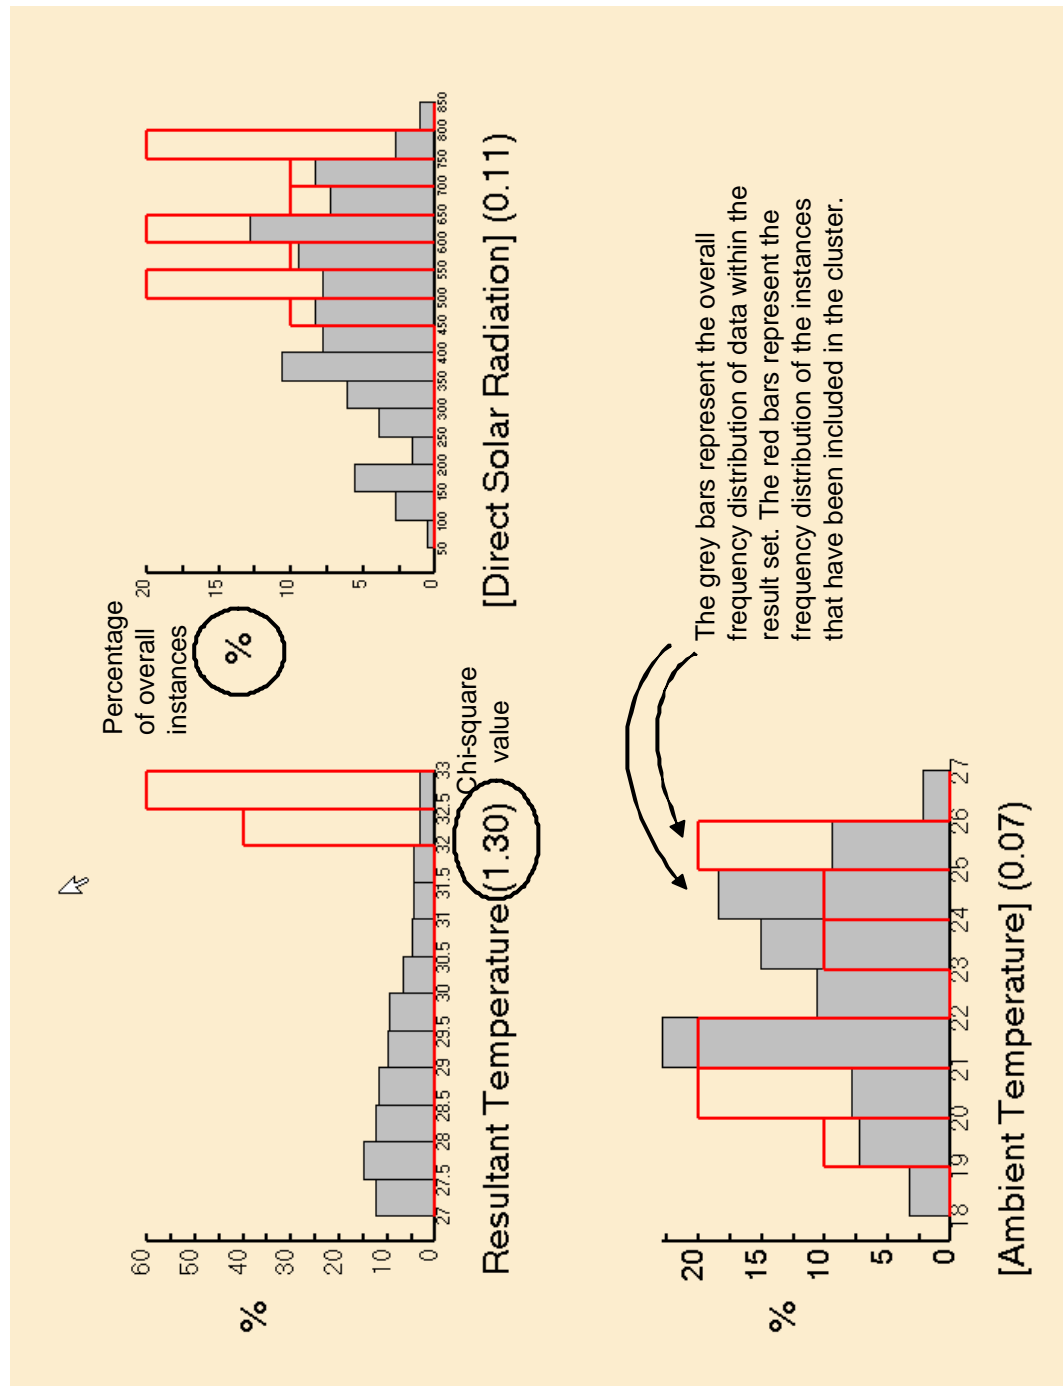 %
60
50
40
30
20
10
0
27 27.5 28 28.5 29 29.5 30 30.5 31 31.5 32 32.5 33
Resultant Temperature (1.30)
Chi-square
value
Percentage
of overall
instances
%
20
15
10
5
0
50 100 150 200 250 300 350 400 450 500 550 600 650 700 750 800 850
[Direct Solar Radiation] (0.11)
%
20
15
10
5
0
18 19 20 21 22 23 24 25 26 27
[Ambient Temperature] (0.07)
The grey bars represent the overall
frequency distribution of data within the
result set. The red bars represent the
frequency distribution of the instances
that have been included in the cluster.